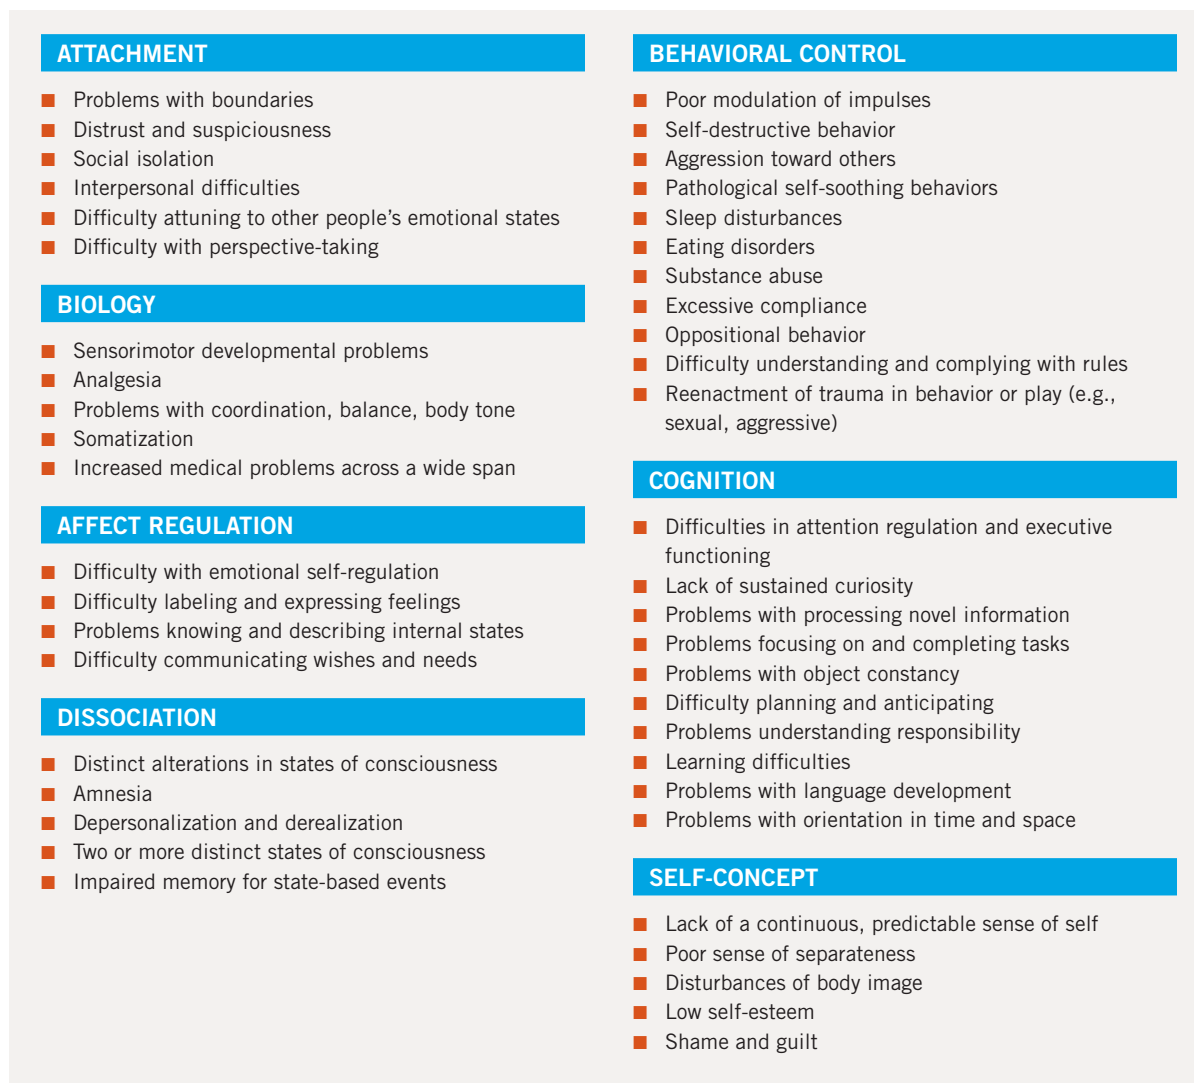 ATTACHMENT
■ Problems with boundaries
■ Distrust and suspiciousness
■ Social isolation
■ Interpersonal difficulties
■ Difficulty attuning to other people’s emotional states
■ Difficulty with perspective-taking
BIOLOGY
■ Sensorimotor developmental problems
■ Analgesia
■ Problems with coordination, balance, body tone
■ Somatization
■ Increased medical problems across a wide span
AFFECT REGULATION
■ Difficulty with emotional self-regulation
■ Difficulty labeling and expressing feelings
■ Problems knowing and describing internal states
■ Difficulty communicating wishes and needs
DISSOCIATION
■ Distinct alterations in states of consciousness
■ Amnesia
■ Depersonalization and derealization
■ Two or more distinct states of consciousness
■ Impaired memory for state-based events
BEHAVIORAL CONTROL
■ Poor modulation of impulses
■ Self-destructive behavior
■ Aggression toward others
■ Pathological self-soothing behaviors
■ Sleep disturbances
■ Eating disorders
■ Substance abuse
■ Excessive compliance
■ Oppositional behavior
■ Difficulty understanding and complying with rules
■ Reenactment of trauma in behavior or play (e.g.,
sexual, aggressive)
COGNITION
■ Difficulties in attention regulation and executive
functioning
■ Lack of sustained curiosity
■ Problems with processing novel information
■ Problems focusing on and completing tasks
■ Problems with object constancy
■ Difficulty planning and anticipating
■ Problems understanding responsibility
■ Learning difficulties
■ Problems with language development
■ Problems with orientation in time and space
SELF-CONCEPT
■ Lack of a continuous, predictable sense of self
■ Poor sense of separateness
■ Disturbances of body image
■ Low self-esteem
■ Shame and guilt